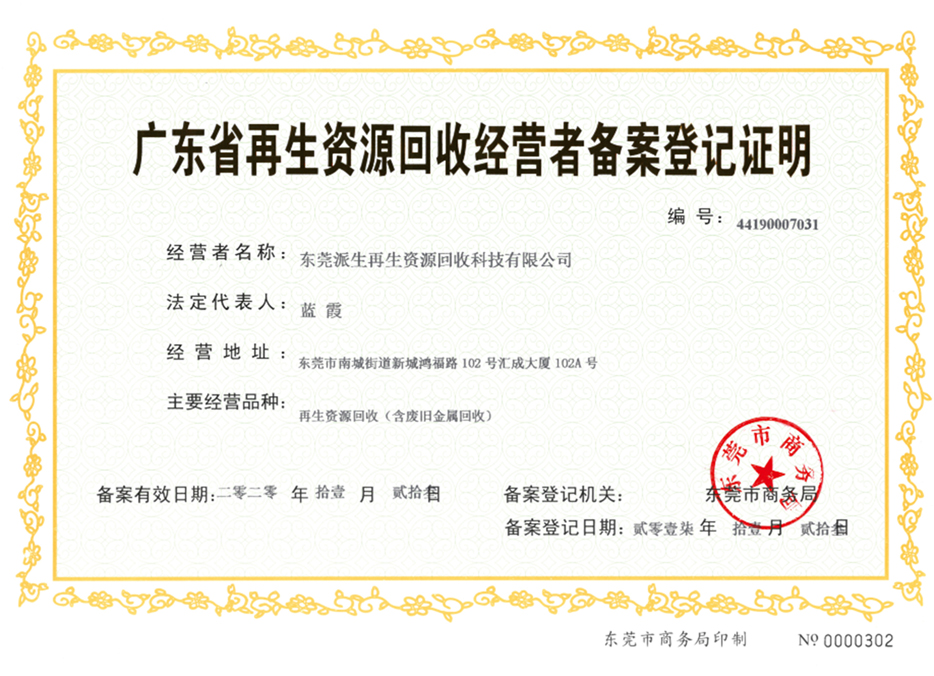 广东省再生资源回收经营者备案登记证明
编 号： 44190007031
经营者名称： 东莞派生再生资源回收科技有限公司
法定代表人： 蓝 霞
经 营 地 址 ： 东莞市南城街道新城鸿福路 102 号汇成大厦 102A 号
主要经营品种： 再生资源回收（含废旧金属回收）
备案有效日期: 二零二零 年 拾壹 月 贰拾叁日 备案登记机关： 东莞市商务局
东莞市商务局
备案登记日期： 贰零壹柒 年 拾壹 月 贰拾叁日
东莞市商务局印制 Nº 0000302